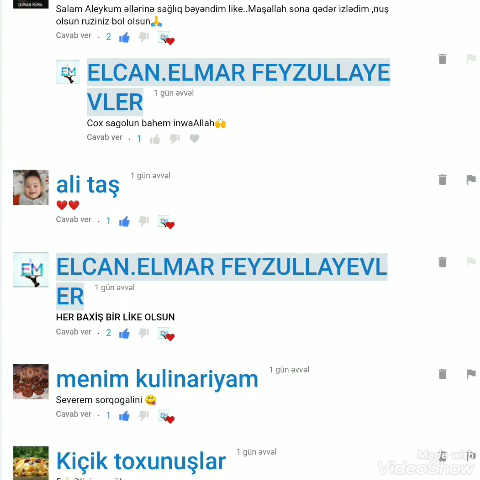 Salam Aleykum əllərinə sağlıq bəyəndim like..Maşallah sona qədər izlədim ,nuş
olsun ruziniz bol olsun🙏
Cavab ver · 2
ELCAN.ELMAR FEYZULLAYE
VLER 1 gün əvvəl
Cox sagolun bahem inwaAllah🙌
Cavab ver · 1
ali taş 1 gün əvvəl
❤❤
Cavab ver · 1
EM ELCAN.ELMAR FEYZULLAYEVL
ER 1 gün əvvəl
HER BAXİŞ BİR LİKE OLSUN
Cavab ver · 2
menim kulinariyam 1 gün əvvəl
Severem sorqogalini 😋
Cavab ver · 1
Kiçik toxunuşlar 1 gün əvvəl
Made with
VideoShow